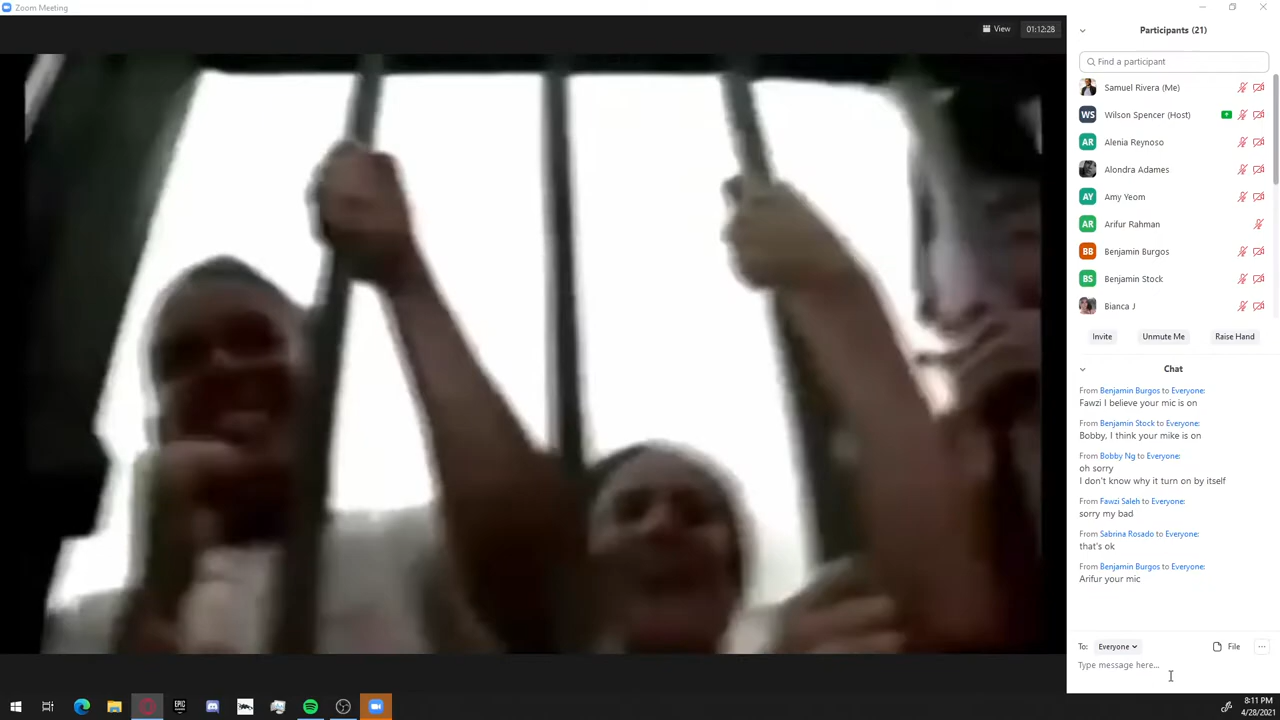 Zoom Meeting
View
01:12:28
Participants (21)
Find a participant
Samuel Rivera (Me)
WS Wilson Spencer (Host)
AR Alenia Reynoso
Alondra Adames
AY Amy Yeom
AR Arifur Rahman
BB Benjamin Burgos
BS Benjamin Stock
Bianca J
Invite Unmute Me Raise Hand
Chat
From Benjamin Burgos to Everyone:
Fawzi I believe your mic is on
From Benjamin Stock to Everyone:
Bobby, I think your mike is on
From Bobby Ng to Everyone:
oh sorry
I don't know why it turn on by itself
From Fawzi Saleh to Everyone:
sorry my bad
From Sabrina Rosado to Everyone:
that's ok
From Benjamin Burgos to Everyone:
Arifur your mic
To: Everyone File
Type message here...
EPIC
8:11 PM
4/28/2021